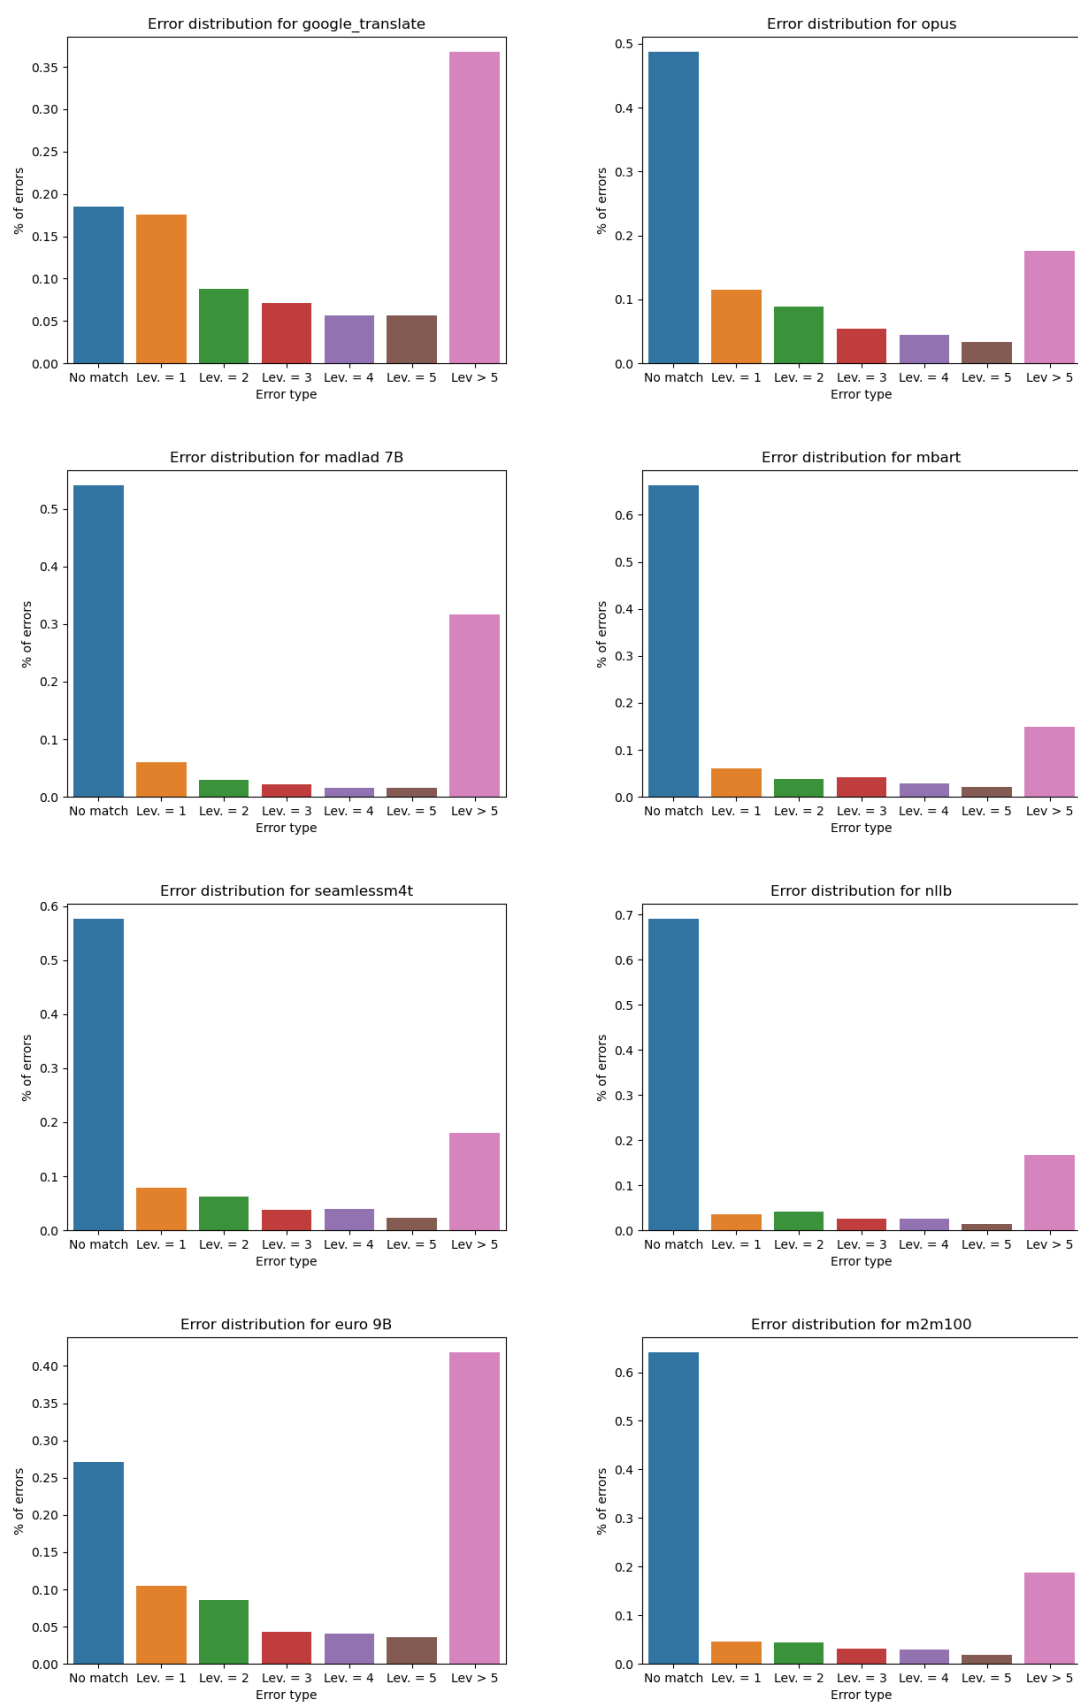 Error distribution for google_translate
0.35
0.30
0.25
0.20
0.15
0.10
0.05
0.00
% of errors
No match Lev. = 1 Lev. = 2 Lev. = 3 Lev. = 4 Lev. = 5 Lev > 5
Error type
Error distribution for opus
0.5
0.4
0.3
0.2
0.1
0.0
% of errors
No match Lev. = 1 Lev. = 2 Lev. = 3 Lev. = 4 Lev. = 5 Lev > 5
Error type
Error distribution for madlad 7B
0.5
0.4
0.3
0.2
0.1
0.0
% of errors
No match Lev. = 1 Lev. = 2 Lev. = 3 Lev. = 4 Lev. = 5 Lev > 5
Error type
Error distribution for mbart
0.6
0.5
0.4
0.3
0.2
0.1
0.0
% of errors
No match Lev. = 1 Lev. = 2 Lev. = 3 Lev. = 4 Lev. = 5 Lev > 5
Error type
Error distribution for seamlessm4t
0.6
0.5
0.4
0.3
0.2
0.1
0.0
% of errors
No match Lev. = 1 Lev. = 2 Lev. = 3 Lev. = 4 Lev. = 5 Lev > 5
Error type
Error distribution for nllb
0.7
0.6
0.5
0.4
0.3
0.2
0.1
0.0
% of errors
No match Lev. = 1 Lev. = 2 Lev. = 3 Lev. = 4 Lev. = 5 Lev > 5
Error type
Error distribution for euro 9B
0.40
0.35
0.30
0.25
0.20
0.15
0.10
0.05
0.00
% of errors
No match Lev. = 1 Lev. = 2 Lev. = 3 Lev. = 4 Lev. = 5 Lev > 5
Error type
Error distribution for m2m100
0.6
0.5
0.4
0.3
0.2
0.1
0.0
% of errors
No match Lev. = 1 Lev. = 2 Lev. = 3 Lev. = 4 Lev. = 5 Lev > 5
Error type